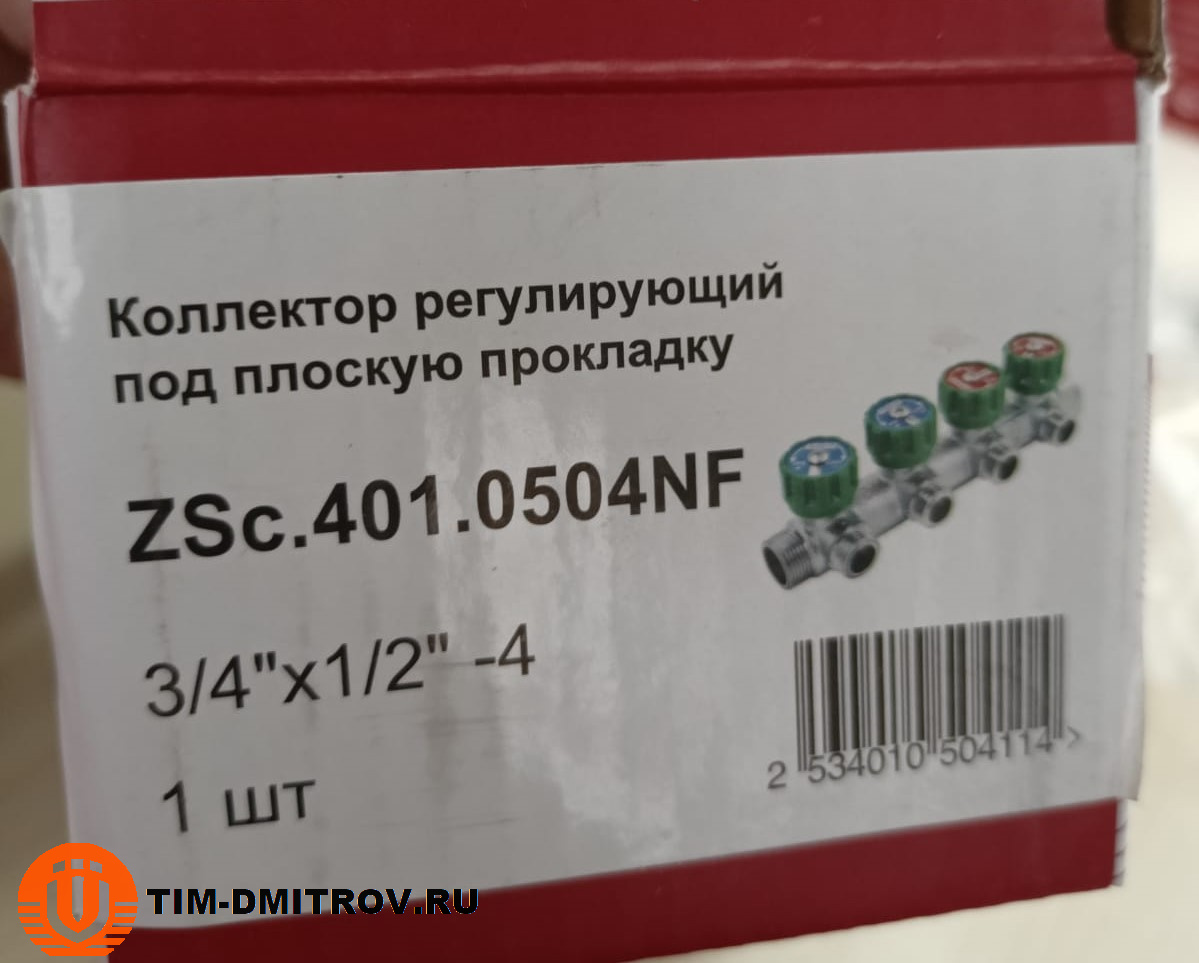 Коллектор регулирующий
под плоскую прокладку
ZSc.401.0504NF
3/4"x1/2" -4
1 шт
2 534010 504114 >
TIM-DMITROV.RU